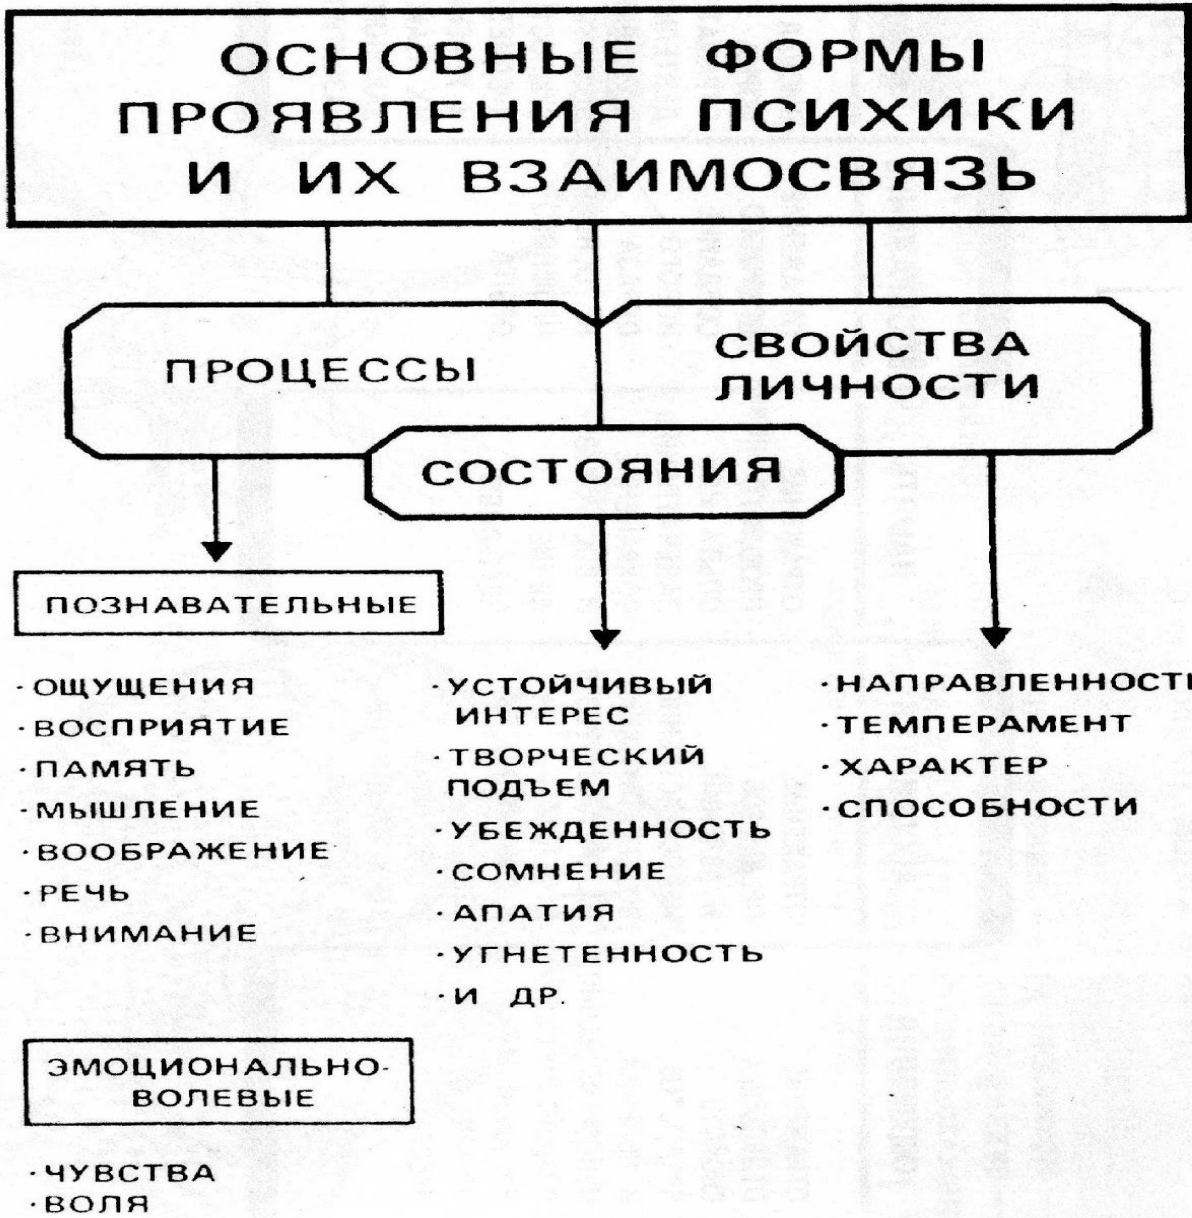 ОСНОВНЫЕ ФОРМЫ
ПРОЯВЛЕНИЯ ПСИХИКИ
И ИХ ВЗАИМОСВЯЗЬ
ПРОЦЕССЫ
СВОЙСТВА
ЛИЧНОСТИ
СОСТОЯНИЯ
ПОЗНАВАТЕЛЬНЫЕ
· ОЩУЩЕНИЯ
· ВОСПРИЯТИЕ
· ПАМЯТЬ
· МЫШЛЕНИЕ
· ВООБРАЖЕНИЕ
· РЕЧЬ
· ВНИМАНИЕ
ЭМОЦИОНАЛЬНО-
ВОЛЕВЫЕ
· ЧУВСТВА
· ВОЛЯ
· УСТОЙЧИВЫЙ
ИНТЕРЕС
· ТВОРЧЕСКИЙ
ПОДЪЕМ
· УБЕЖДЕННОСТЬ
· СОМНЕНИЕ
· АПАТИЯ
· УГНЕТЕННОСТЬ
· И ДР.
· НАПРАВЛЕННОСТЬ
· ТЕМПЕРАМЕНТ
· ХАРАКТЕР
· СПОСОБНОСТИ